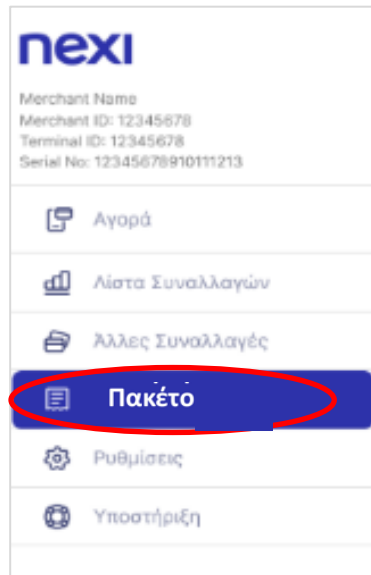 nexi
Merchant Name
Merchant ID: 12345678
Terminal ID: 12345678
Serial No: 12345678910111213
Αγορά
Λίστα Συναλλαγών
Άλλες Συναλλαγές
Πακέτο
Ρυθμίσεις
Υποστήριξη